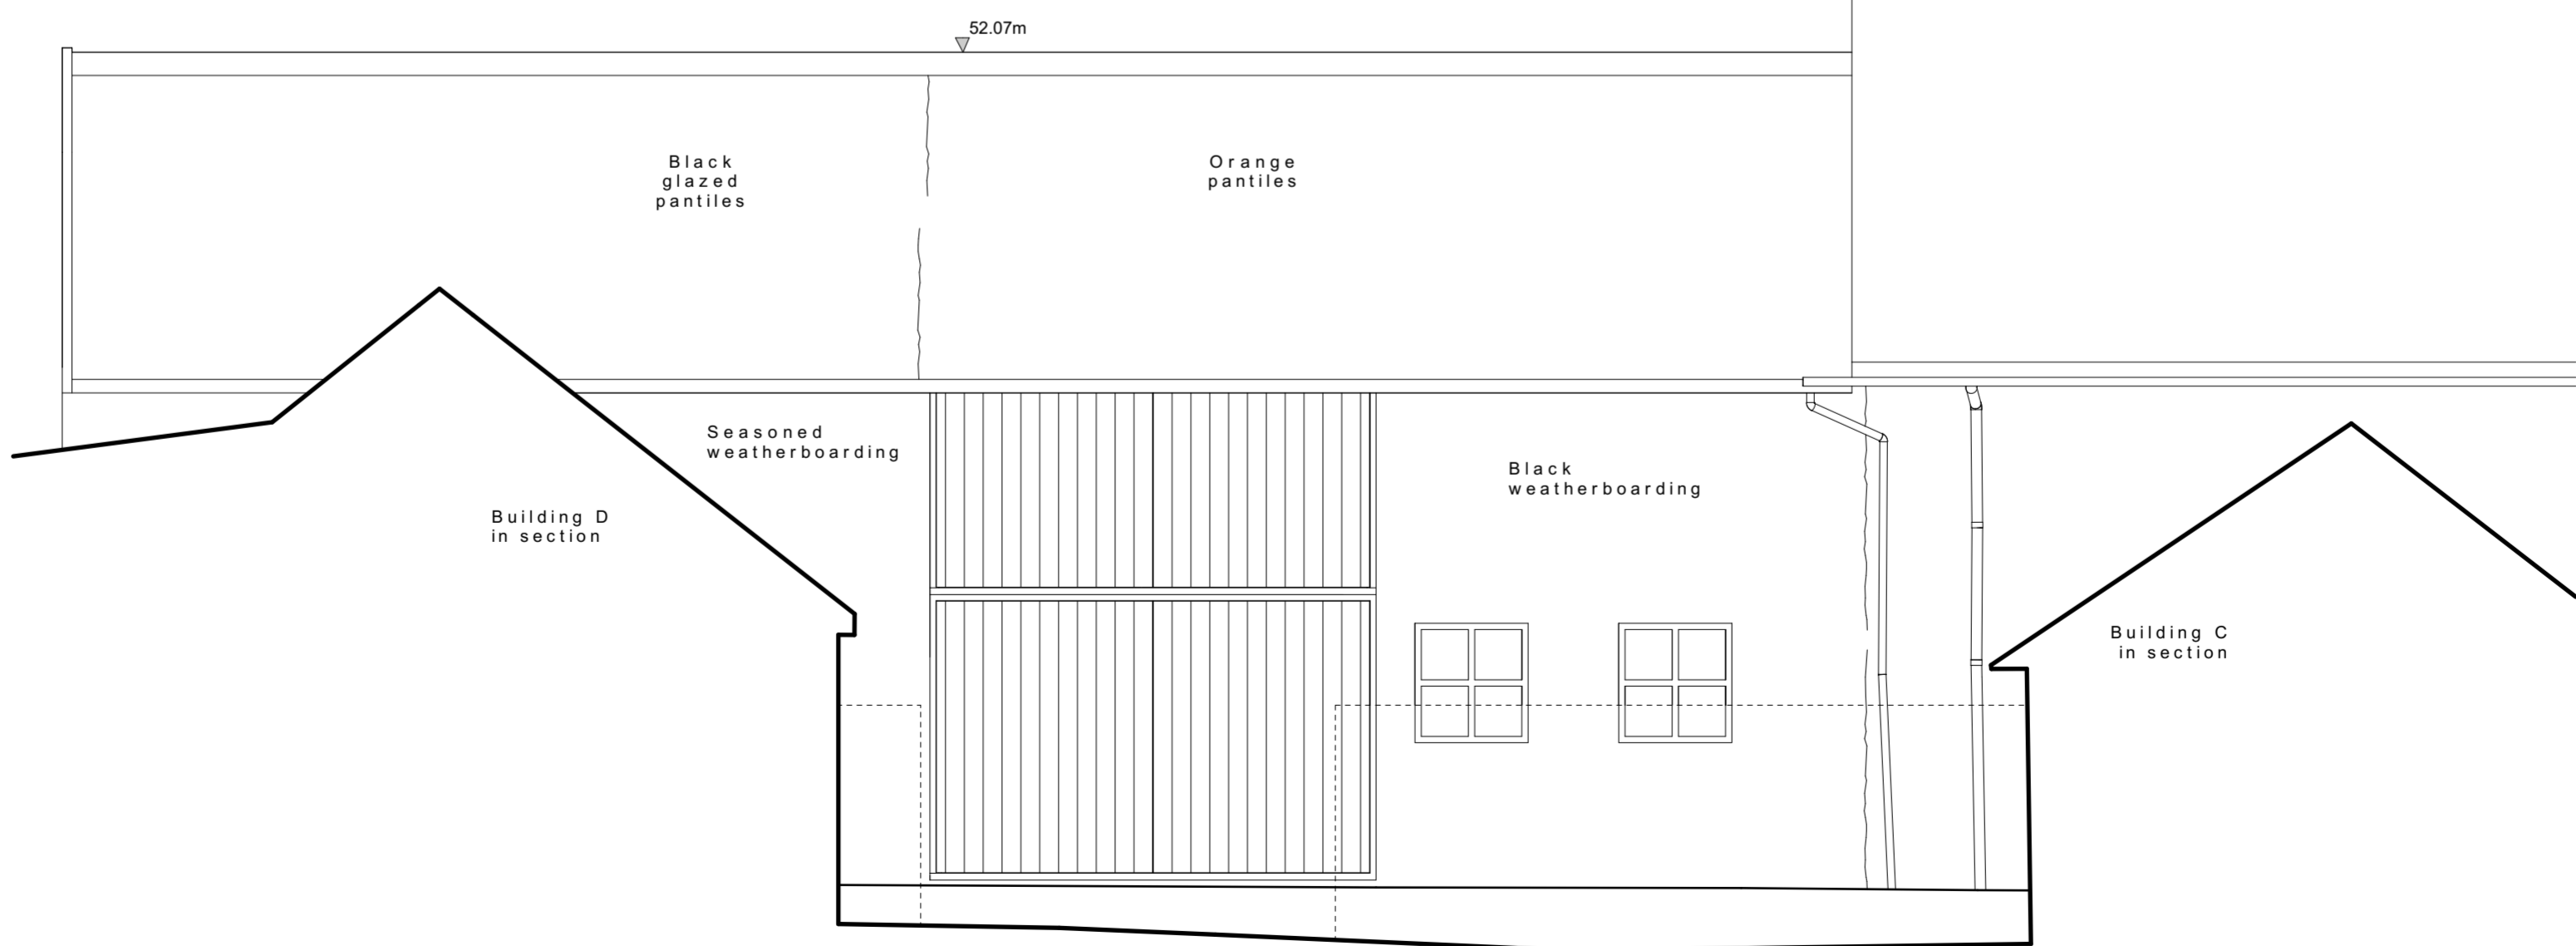 52.07m
Black
glazed
pantiles
Orange
pantiles
Seasoned
weatherboarding
Black
weatherboarding
Building D
in section
Building C
in section